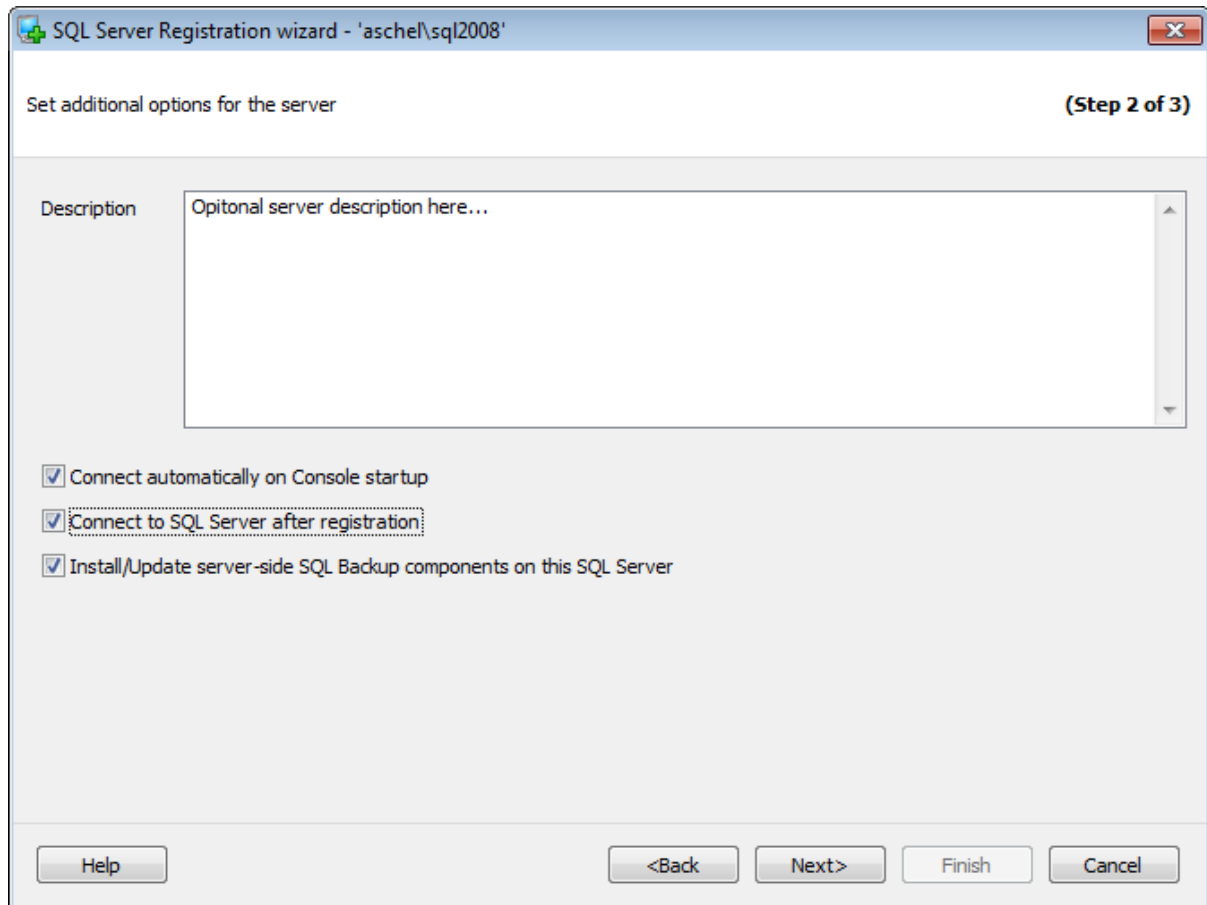 SQL Server Registration wizard - 'aschel\sql2008'
Set additional options for the server
(Step 2 of 3)
Description
Opitonal server description here...
Connect automatically on Console startup
Connect to SQL Server after registration
Install/Update server-side SQL Backup components on this SQL Server
Help
<Back
Next>
Finish
Cancel